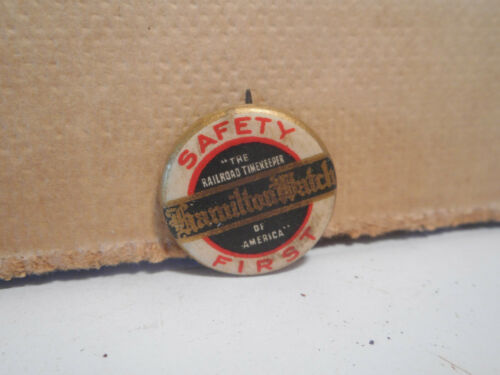 SAFETY
"THE
RAILROAD TIMEKEEPER
Hamilton Watch
OF
AMERICA"
FIRST